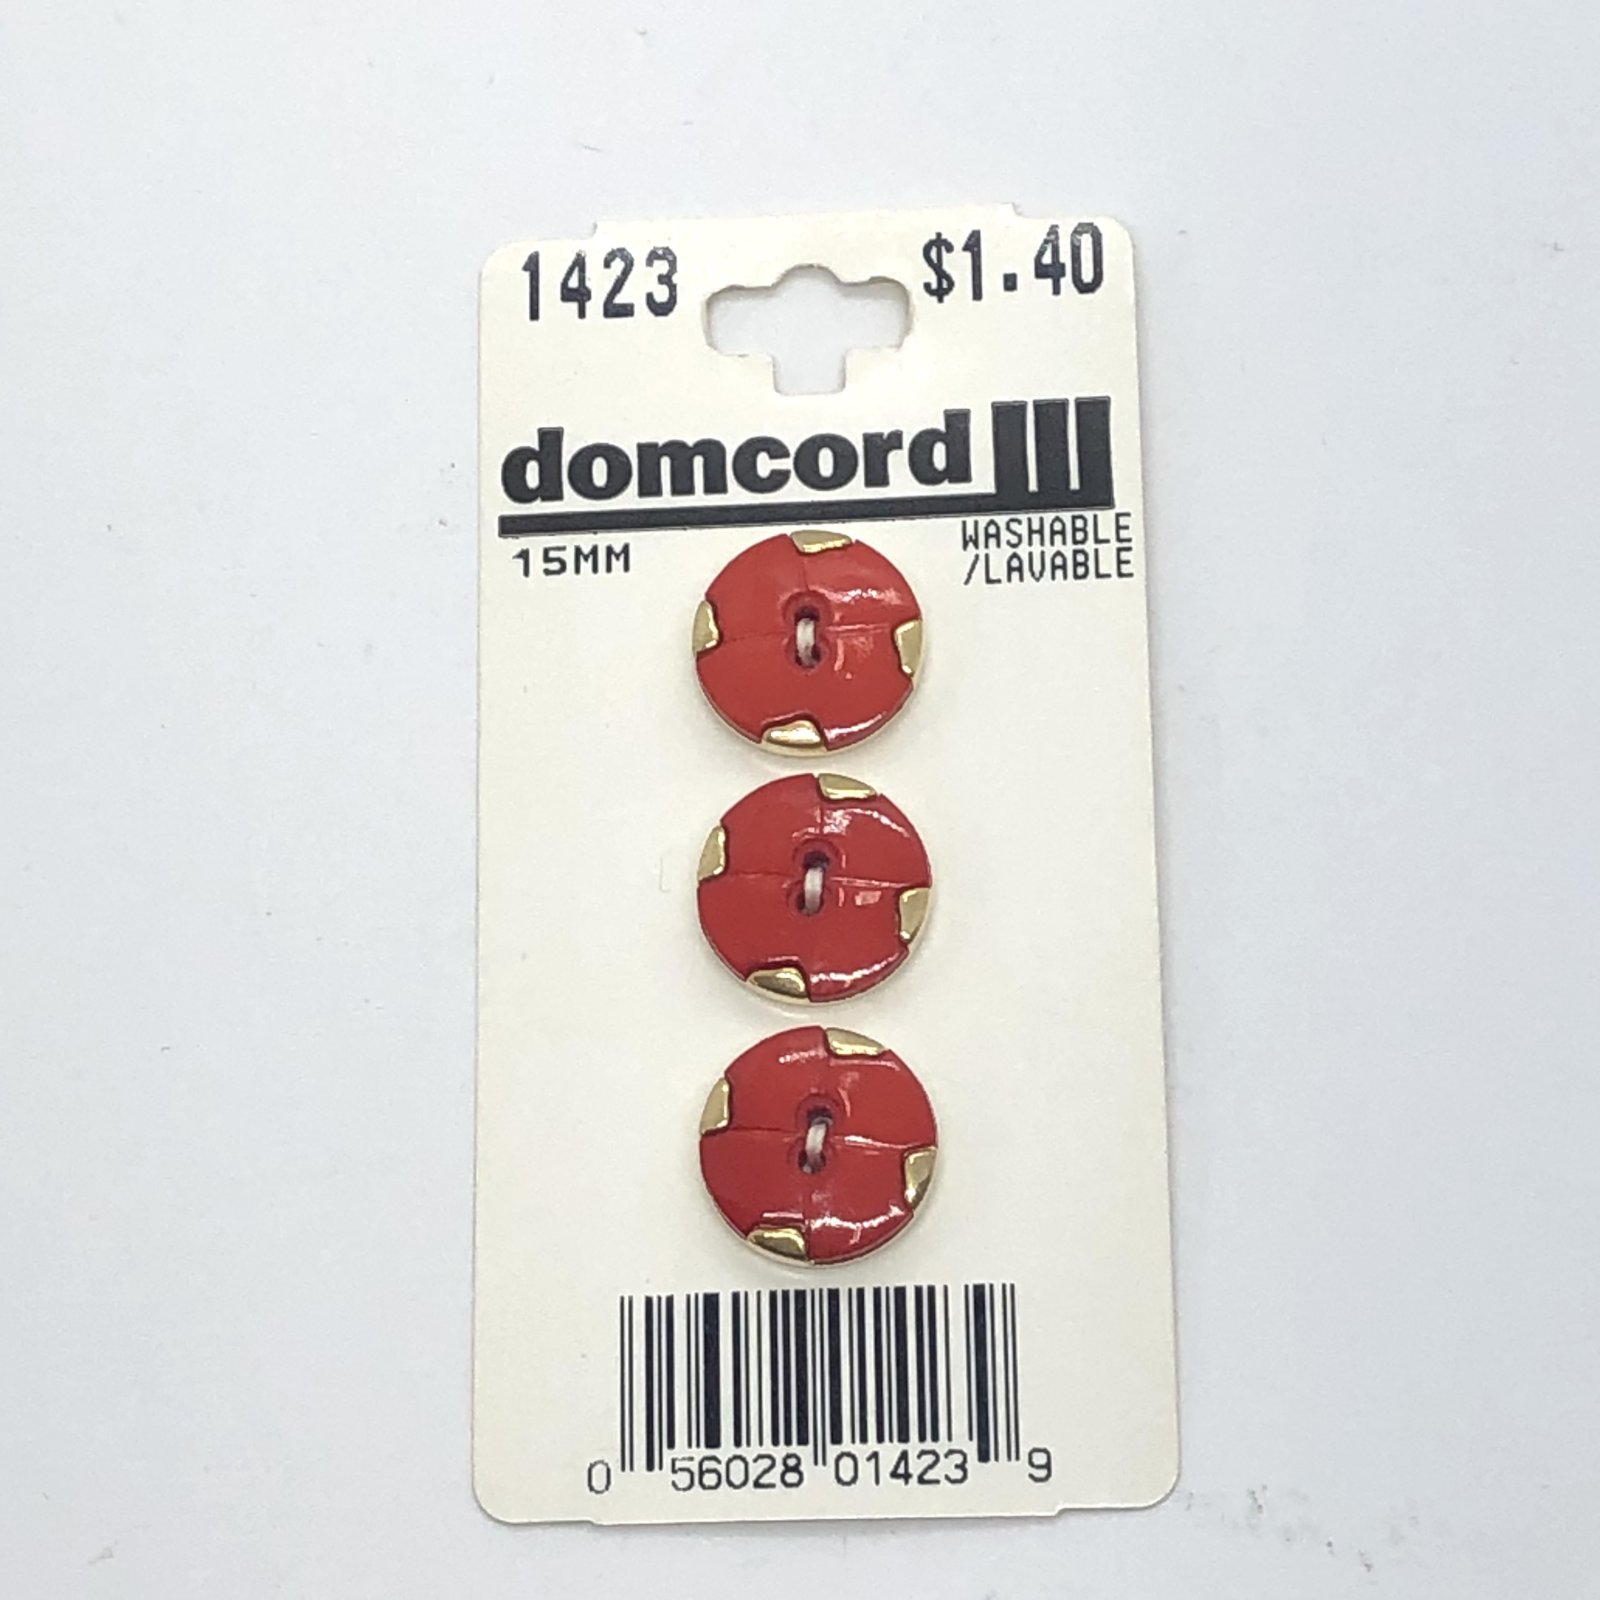 1423 $1.40
domcord
15MM
WASHABLE
/LAVABLE
0 56028 01423 9